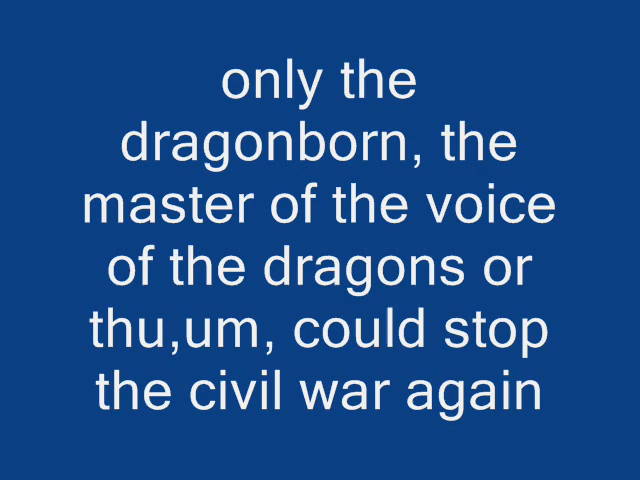 only the
dragonborn, the
master of the voice
of the dragons or
thu,um, could stop
the civil war again